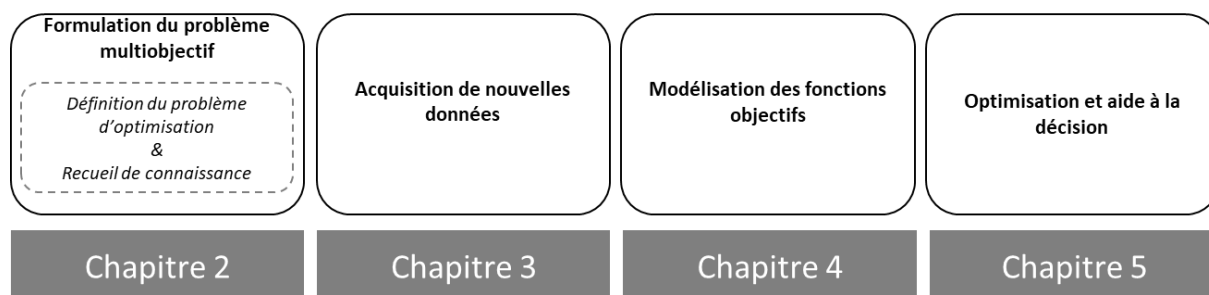 Formulation du problème
multiobjectif
Définition du problème
d'optimisation
&
Recueil de connaissance
Acquisition de nouvelles
données
Modélisation des fonctions
objectifs
Optimisation et aide à la
décision
Chapitre 2
Chapitre 3
Chapitre 4
Chapitre 5